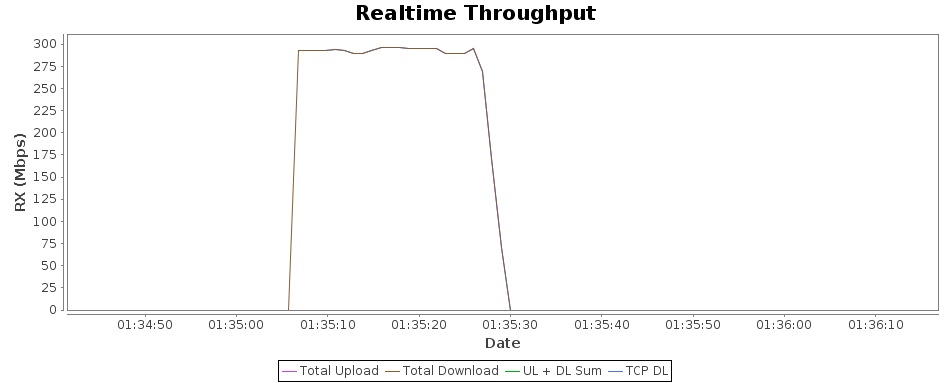 Realtime Throughput
RX (Mbps)
300
275
250
225
200
175
150
125
100
75
50
25
0
01:34:50 01:35:00 01:35:10 01:35:20 01:35:30 01:35:40 01:35:50 01:36:00 01:36:10
Date
Total Upload Total Download UL + DL Sum TCP DL